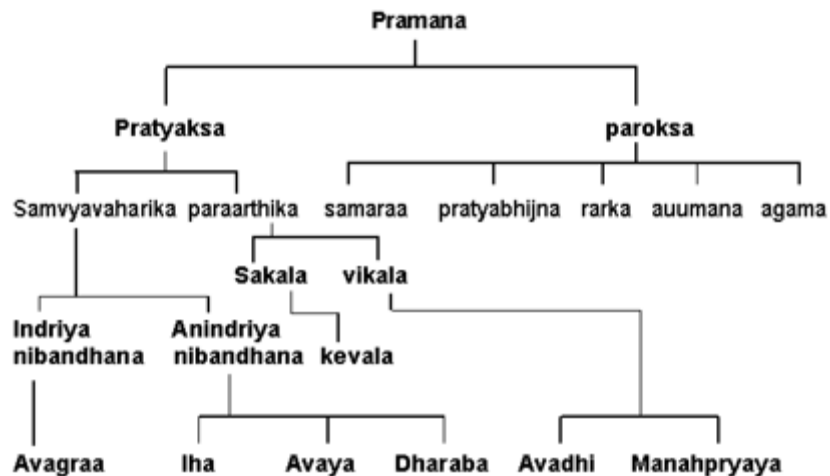 Pramana
Pratyaksa paroksa
Samvyavaharika paraarthika samaraa pratyabhijna rarka auumana agama
Sakala vikala
Indriya Anindriya
nibandhana nibandhana kevala
Avagraa Iha Avaya Dharaba Avadhi Manahpryaya